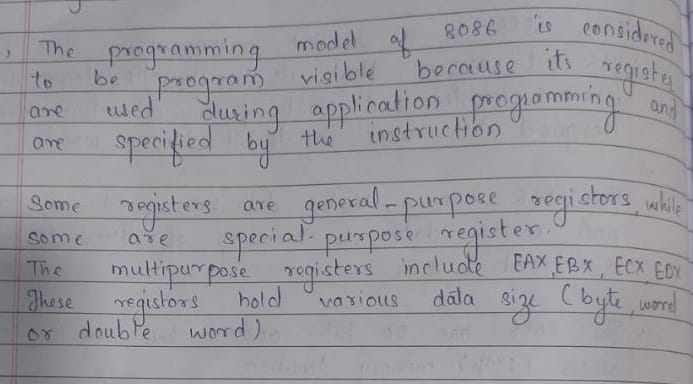 The programming model of 8086 is considered
to be program visible because its register
are used during application programming and
are specified by the instruction
Some registers are general-purpose registors, while
some are special-purpose register.
The multipurpose registers include EAX, EBX, ECX, EDX
These registors hold various data size (byte, word
or double word).